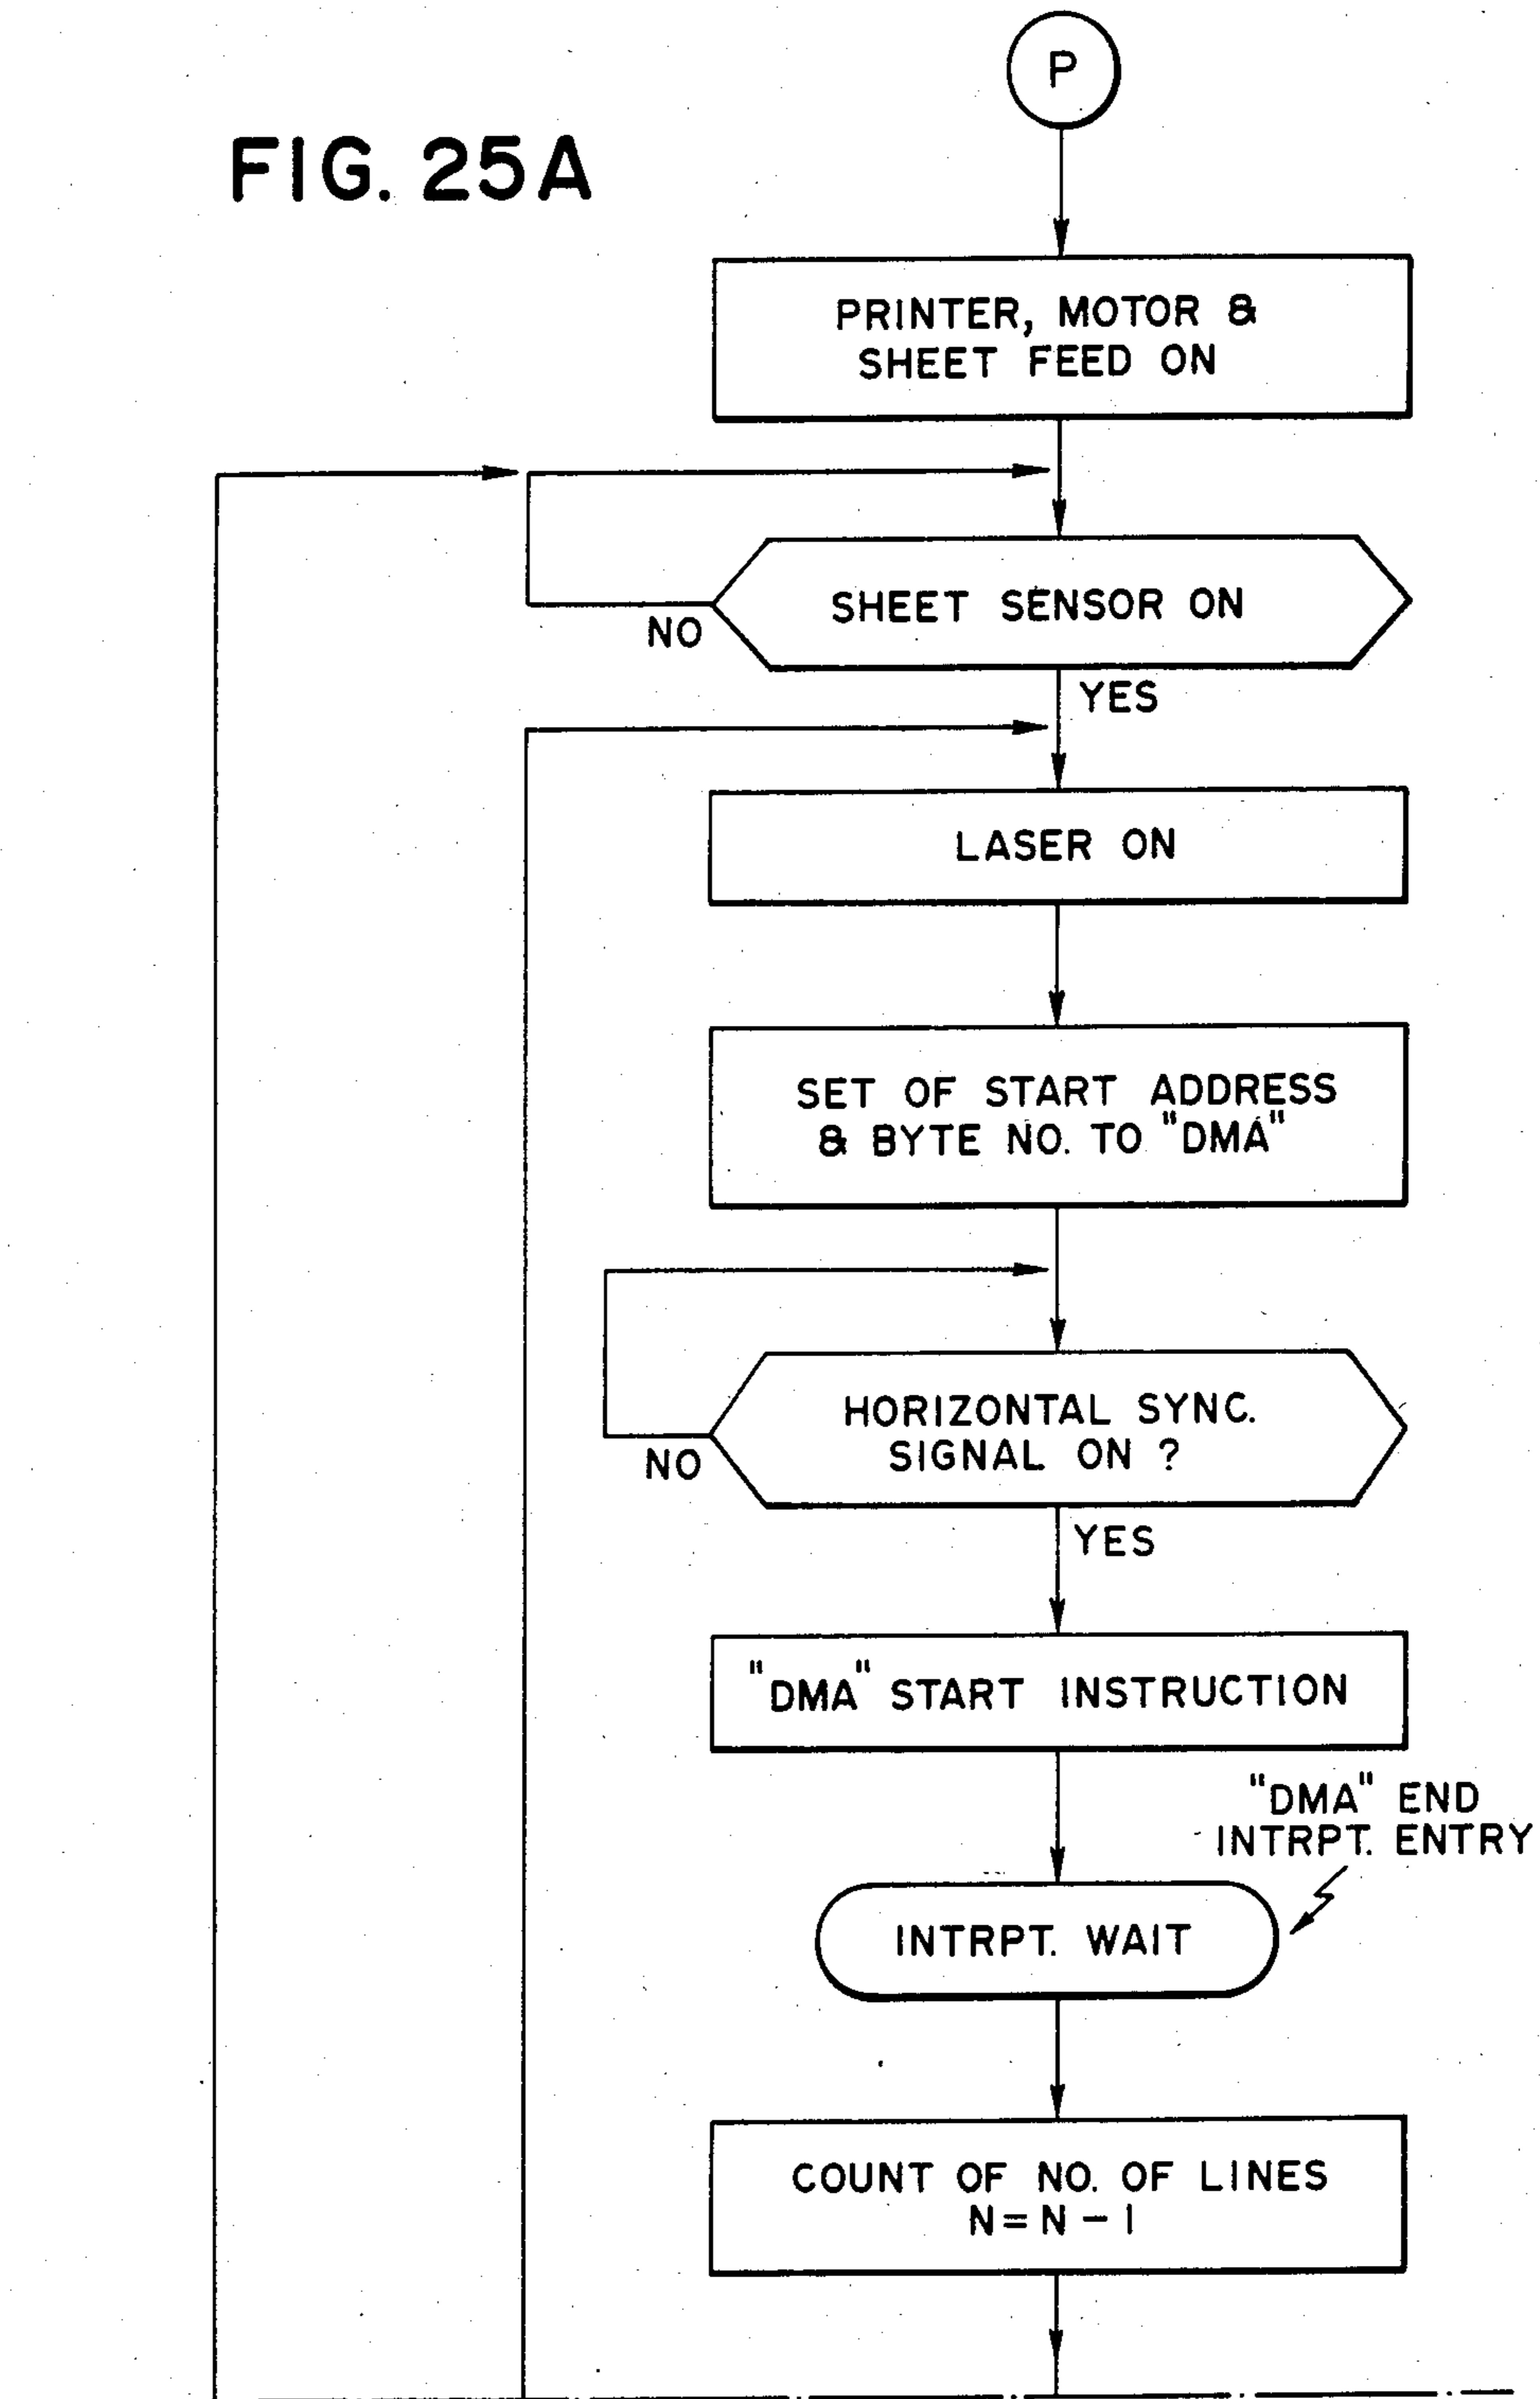 P
FIG. 25A
PRINTER, MOTOR &
SHEET FEED ON
SHEET SENSOR ON
NO
YES
LASER ON
SET OF START ADDRESS
& BYTE NO. TO "DMA"
HORIZONTAL SYNC.
SIGNAL ON ?
NO
YES
"DMA" START INSTRUCTION
"DMA" END
INTRPT. ENTRY
INTRPT. WAIT
COUNT OF NO. OF LINES
N = N - 1